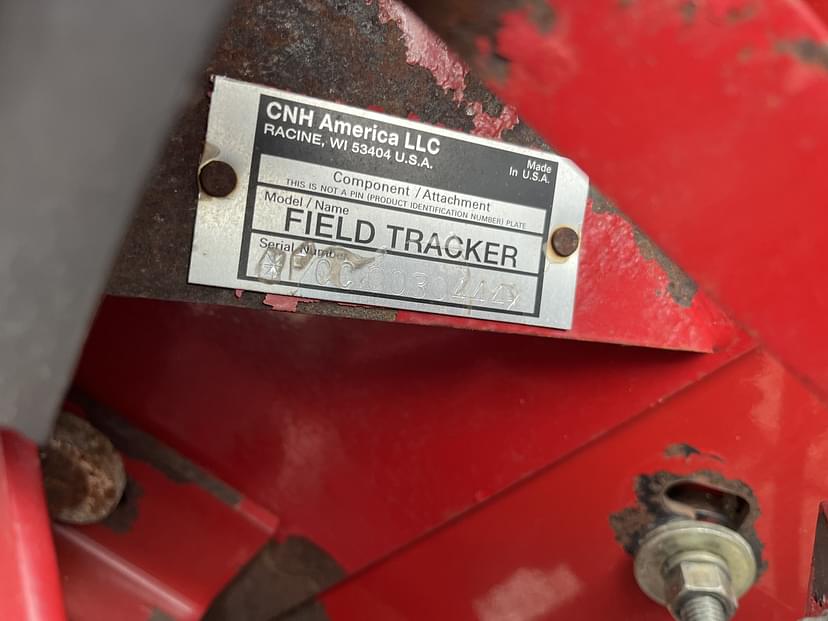 CNH America LLC
RACINE, WI 53404 U.S.A.
Made
In U.S.A.
Component / Attachment
THIS IS NOT A PIN (PRODUCT IDENTIFICATION NUMBER) PLATE
Model / Name
FIELD TRACKER
Serial Number